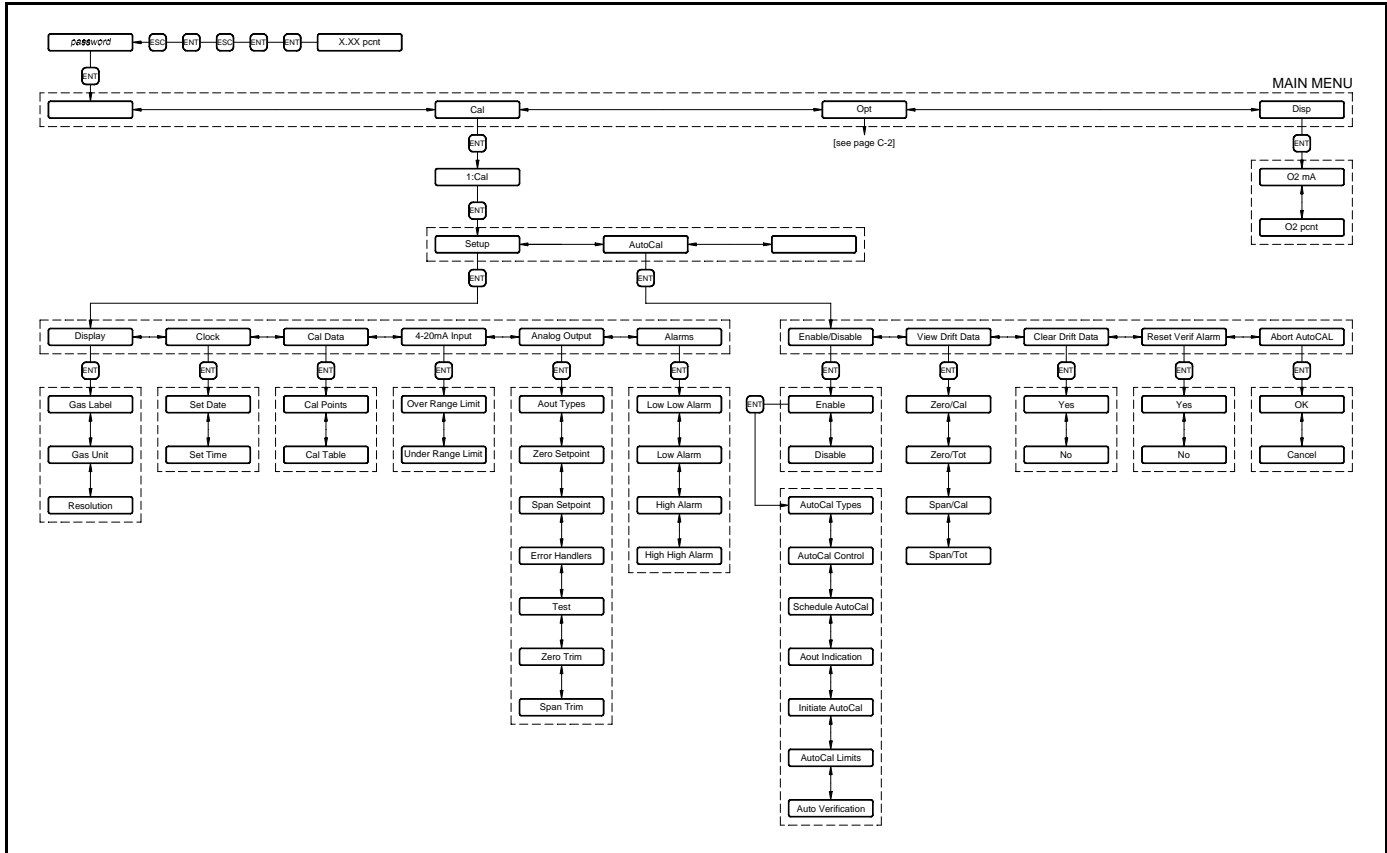 password ESC ENT ESC ENT ENT X.XX pcnt
ENT
MAIN MENU
Cal Opt Disp
ENT [see page C-2] ENT
1:Cal O2 mA
ENT O2 pcnt
Setup AutoCal
ENT ENT
Display Clock Cal Data 4-20mA Input Analog Output Alarms Enable/Disable View Drift Data Clear Drift Data Reset Verif Alarm Abort AutoCAL
ENT ENT ENT ENT ENT ENT ENT ENT ENT ENT ENT
Gas Label Set Date Cal Points Over Range Limit Aout Types Low Low Alarm ENT Enable Zero/Cal Yes Yes OK
Gas Unit Set Time Cal Table Under Range Limit Zero Setpoint Low Alarm Disable Zero/Tot No No Cancel
Resolution Span Setpoint High Alarm AutoCal Types Span/Cal
Error Handlers High High Alarm AutoCal Control Span/Tot
Test Schedule AutoCal
Zero Trim Aout Indication
Span Trim Initiate AutoCal
AutoCal Limits
Auto Verification